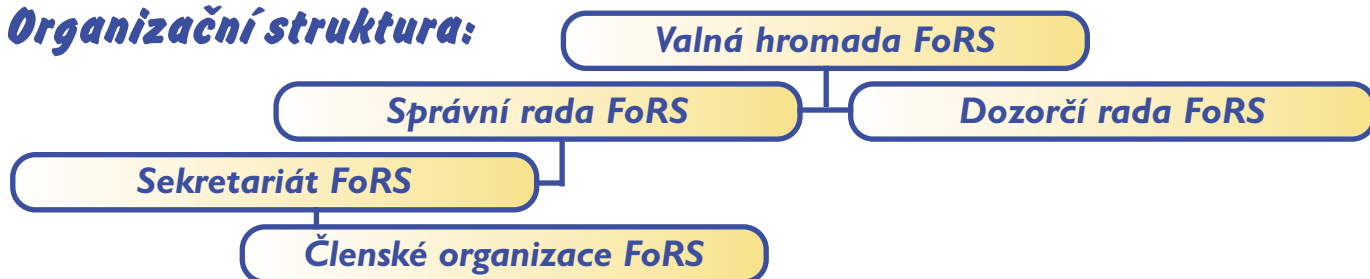 Organizační struktura:
Valná hromada FoRS
Správní rada FoRS
Dozorčí rada FoRS
Sekretariát FoRS
Členské organizace FoRS